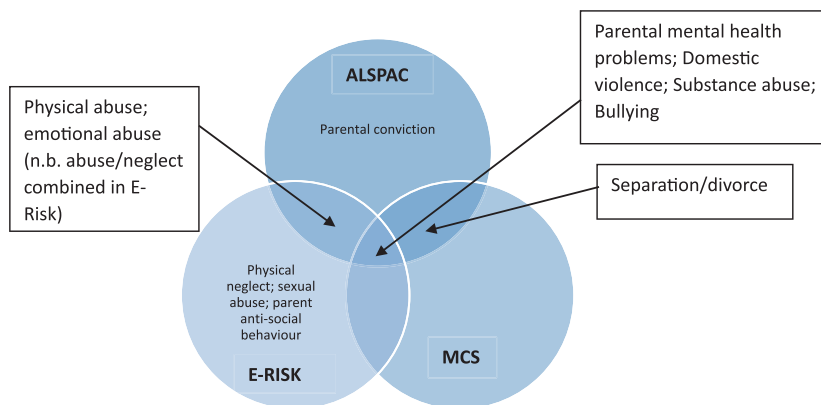 Parental mental health
problems; Domestic
violence; Substance abuse;
Bullying
ALSPAC
Parental conviction
Physical abuse;
emotional abuse
(n.b. abuse/neglect
combined in E-
Risk)
Separation/divorce
Physical
neglect; sexual
abuse; parent
anti-social
behaviour
MCS
E-RISK